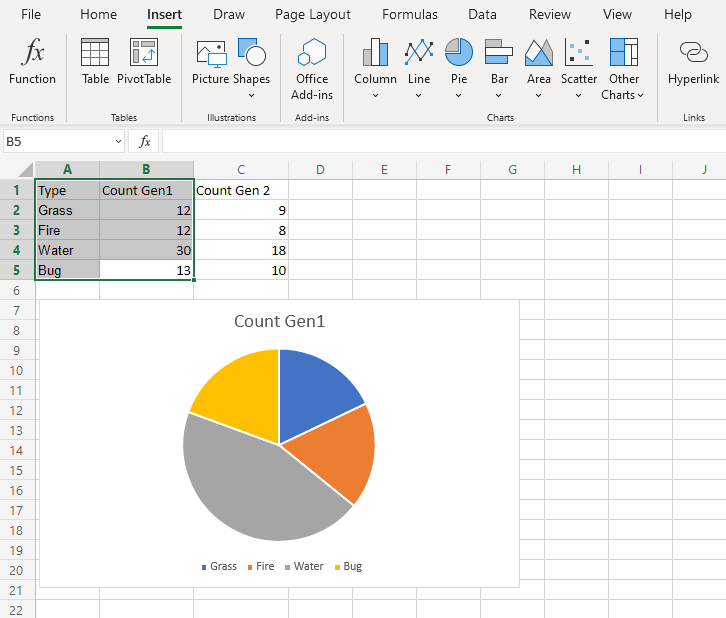 File Home Insert Draw Page Layout Formulas Data Review View Help
fx
Function Table PivotTable Picture Shapes Office Add-ins Column Line Pie Bar Area Scatter Other Charts Hyperlink
Functions Tables Illustrations Add-ins Charts Links
B5 fx
A B C D E F G H I J
1 Type Count Gen1 Count Gen 2
2 Grass 12 9
3 Fire 12 8
4 Water 30 18
5 Bug 13 10
6
7
Count Gen1
8
9
10
11
12
13
14
15
16
17
18
19
Grass Fire Water Bug
20
21
22